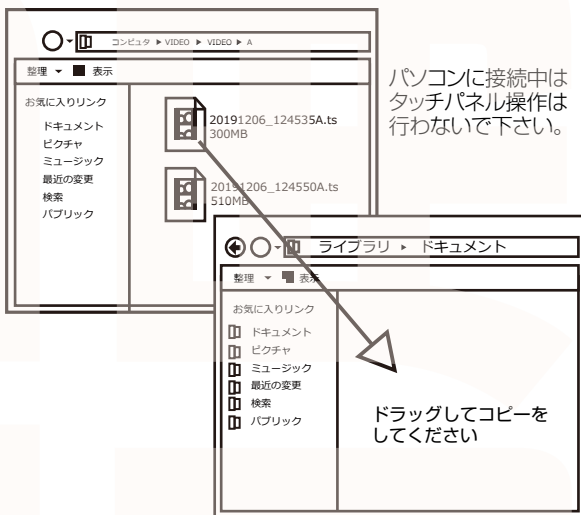 コンピュタ ▶ VIDEO ▶ VIDEO ▶ A
整理 ▼ ■ 表示
お気に入りリンク
ドキュメント
ピクチャ
ミュージック
最近の変更
検索
パブリック
20191206_124535A.ts
300MB
20191206_124550A.ts
510MB
パソコンに接続中は
タッチパネル操作は
行わないで下さい。
ライブラリ ▶ ドキュメント
整理 ▼ ■ 表示
お気に入りリンク
ドキュメント
ピクチャ
ミュージック
最近の変更
検索
パブリック
ドラッグしてコピーを
してください